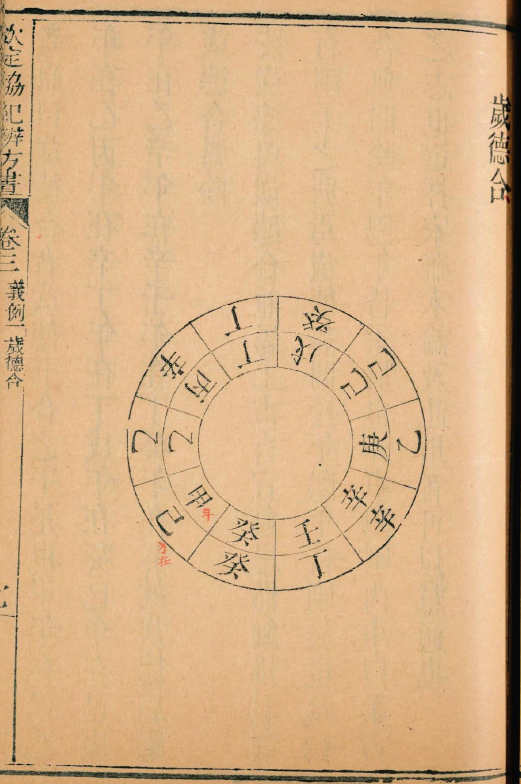 歲德合
甲 乙 丙 丁 戊 己 庚 辛 壬 癸
己 乙 辛 丁 癸 己 乙 辛 丁 癸
年
在
欽定協紀辨方書
卷三
義例一 歲德合